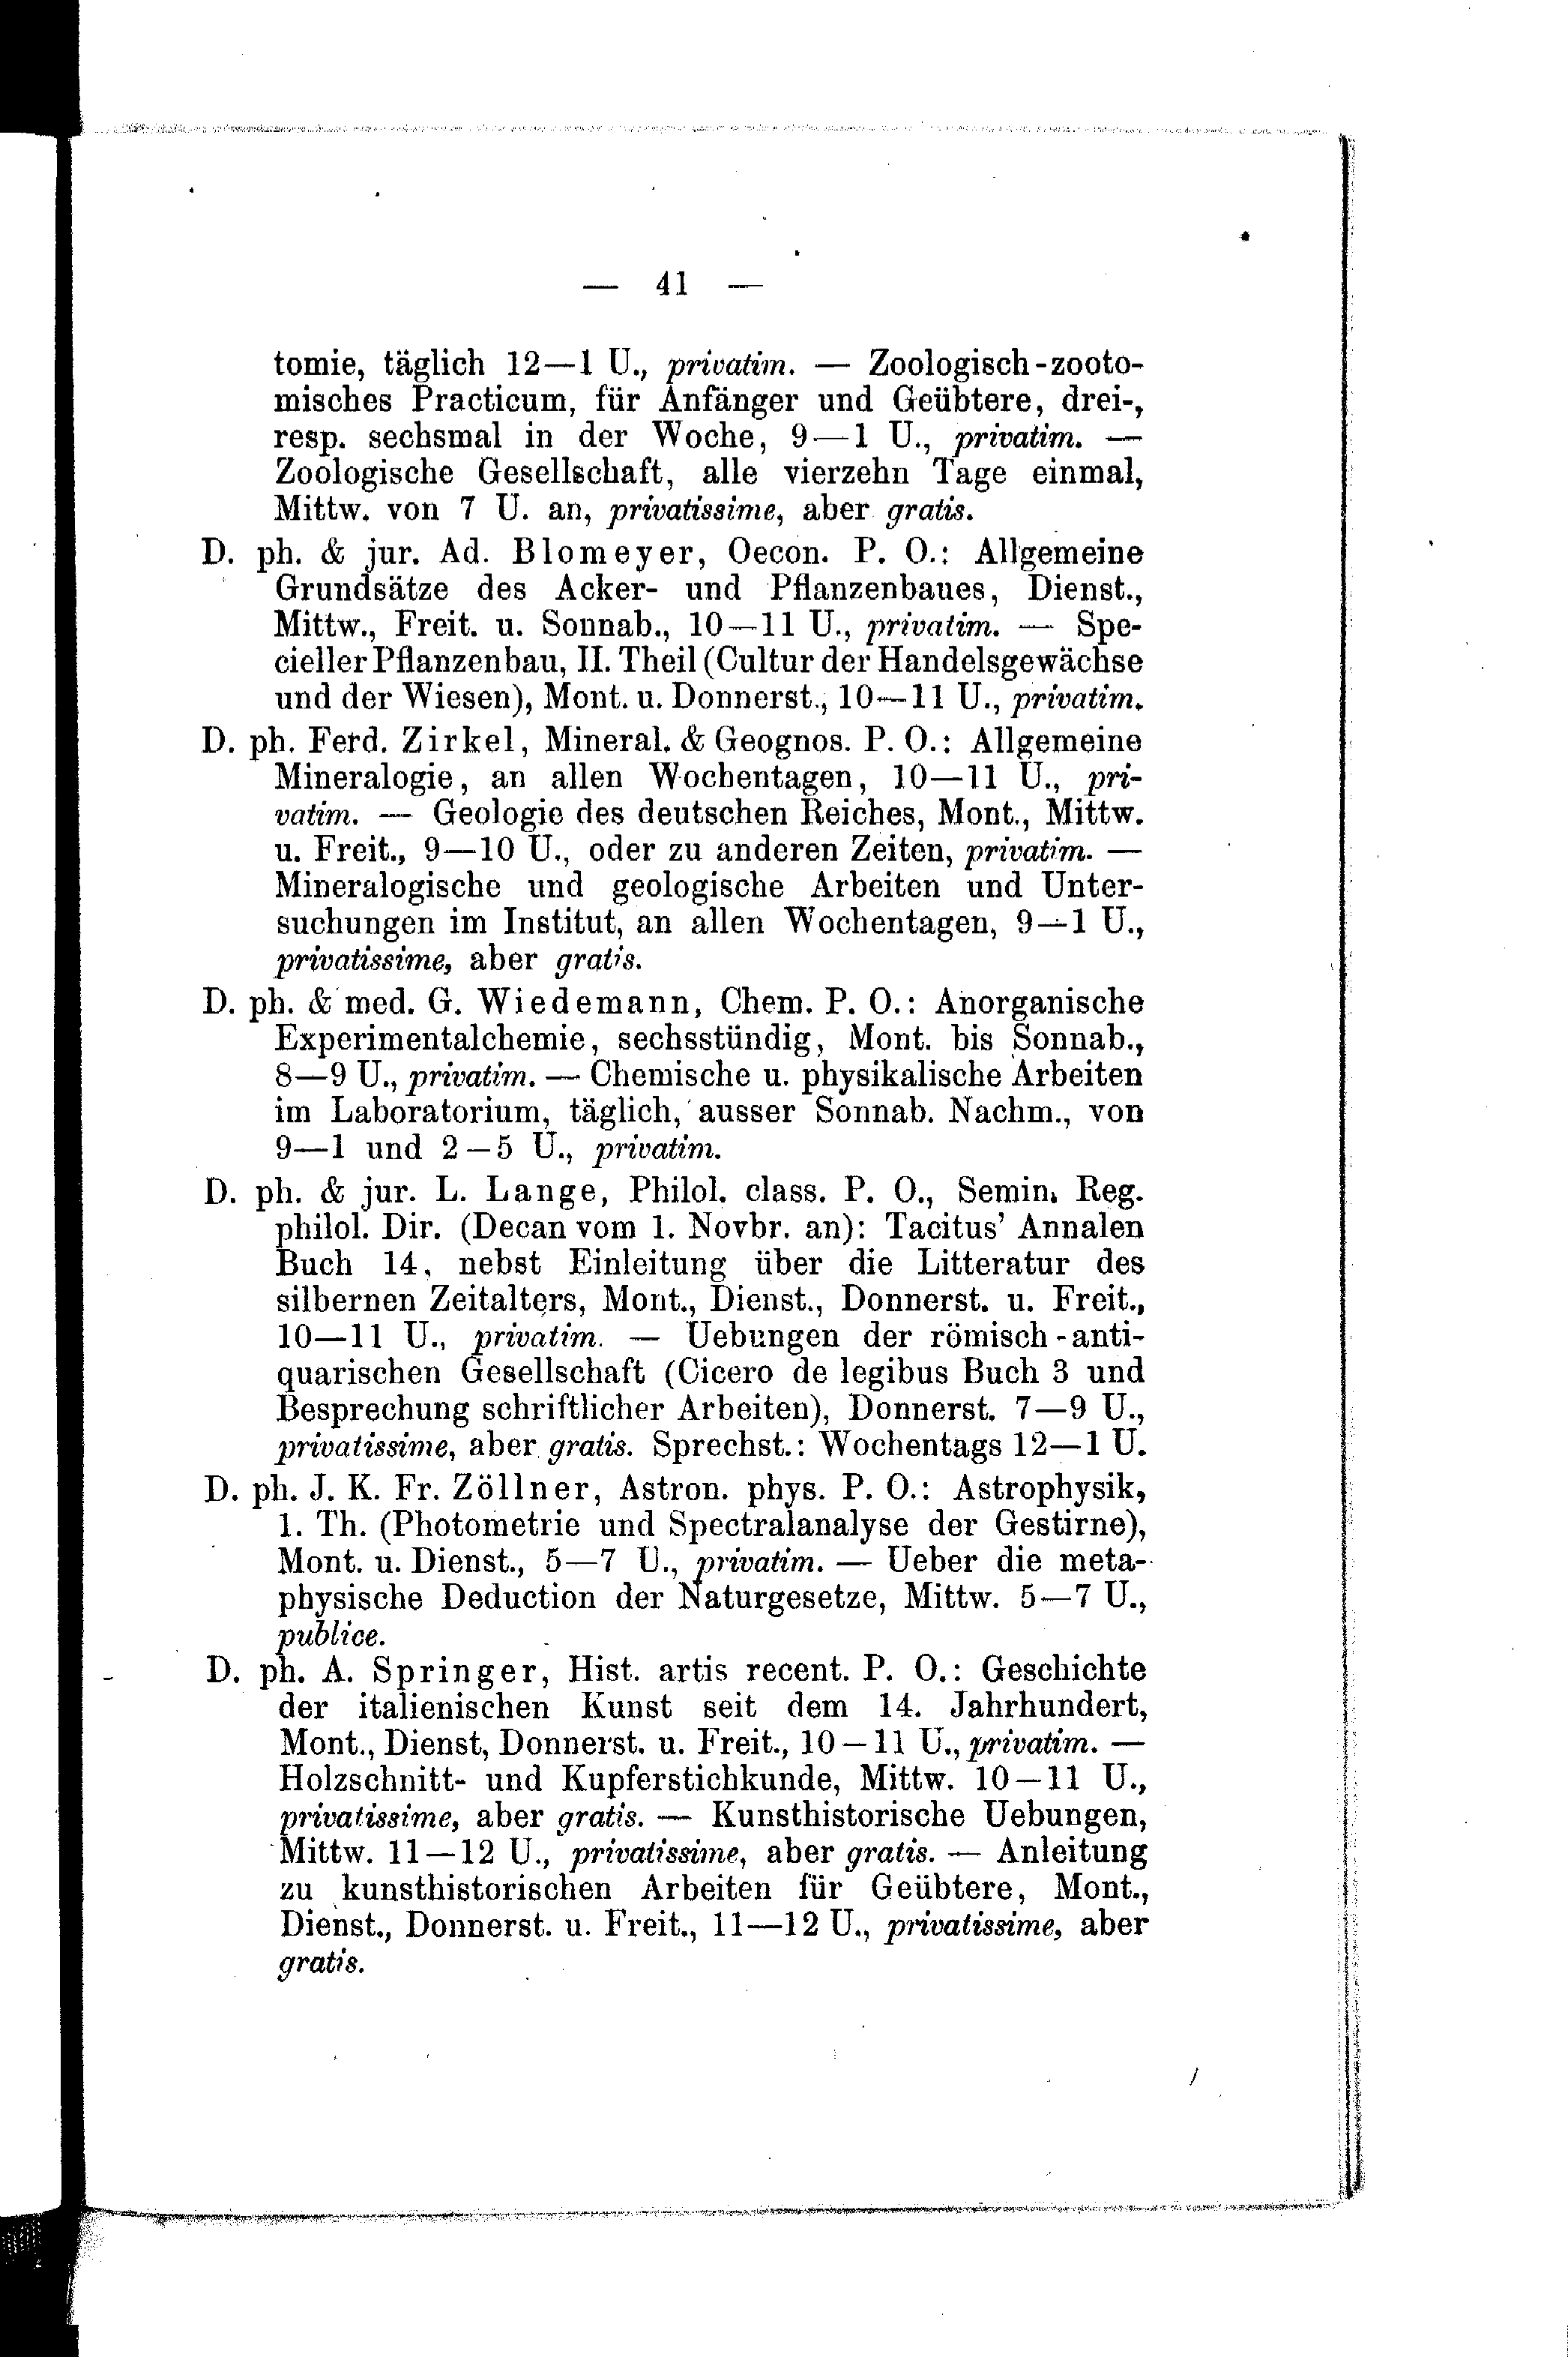 — 41 —
tomie, täglich 12—1 U., privatim. — Zoologisch-zooto-
misches Practicum, für Anfänger und Geübtere, drei-,
resp. sechsmal in der Woche, 9—1 U., privatim. —
Zoologische Gesellschaft, alle vierzehn Tage einmal,
Mittw. von 7 U. an, privatissime, aber gratis.
D. ph. & jur. Ad. Blomeyer, Oecon. P. O.: Allgemeine
Grundsätze des Acker- und Pflanzenbaues, Dienst.,
Mittw., Freit. u. Sonnab., 10—11 U., privatim. — Spe-
cieller Pflanzenbau, II. Theil (Cultur der Handelsgewächse
und der Wiesen), Mont. u. Donnerst., 10—11 U., privatim.
D. ph. Ferd. Zirkel, Mineral. & Geognos. P. O.: Allgemeine
Mineralogie, an allen Wochentagen, 10—11 U., pri-
vatim. — Geologie des deutschen Reiches, Mont., Mittw.
u. Freit., 9—10 U., oder zu anderen Zeiten, privatim. —
Mineralogische und geologische Arbeiten und Unter-
suchungen im Institut, an allen Wochentagen, 9—1 U.,
privatissime, aber gratis.
D. ph. & med. G. Wiedemann, Chem. P. O.: Anorganische
Experimentalchemie, sechsstündig, Mont. bis Sonnab.,
8—9 U., privatim. — Chemische u. physikalische Arbeiten
im Laboratorium, täglich, ausser Sonnab. Nachm., von
9—1 und 2—5 U., privatim.
D. ph. & jur. L. Lange, Philol. class. P. O., Semin. Reg.
philol. Dir. (Decan vom 1. Novbr. an): Tacitus’ Annalen
Buch 14, nebst Einleitung über die Litteratur des
silbernen Zeitalters, Mont., Dienst., Donnerst. u. Freit.,
10—11 U., privatim. — Uebungen der römisch-anti-
quarischen Gesellschaft (Cicero de legibus Buch 3 und
Besprechung schriftlicher Arbeiten), Donnerst. 7—9 U.,
privatissime, aber gratis. Sprechst.: Wochentags 12—1 U.
D. ph. J. K. Fr. Zöllner, Astron. phys. P. O.: Astrophysik,
1. Th. (Photometrie und Spectralanalyse der Gestirne),
Mont. u. Dienst., 5—7 U., privatim. — Ueber die meta-
physische Deduction der Naturgesetze, Mittw. 5—7 U.,
publice.
D. ph. A. Springer, Hist. artis recent. P. O.: Geschichte
der italienischen Kunst seit dem 14. Jahrhundert,
Mont., Dienst, Donnerst. u. Freit., 10—11 U., privatim. —
Holzschnitt- und Kupferstichkunde, Mittw. 10—11 U.,
privatissime, aber gratis. — Kunsthistorische Uebungen,
Mittw. 11—12 U., privatissime, aber gratis. — Anleitung
zu kunsthistorischen Arbeiten für Geübtere, Mont.,
Dienst., Donnerst. u. Freit., 11—12 U., privatissime, aber
gratis.